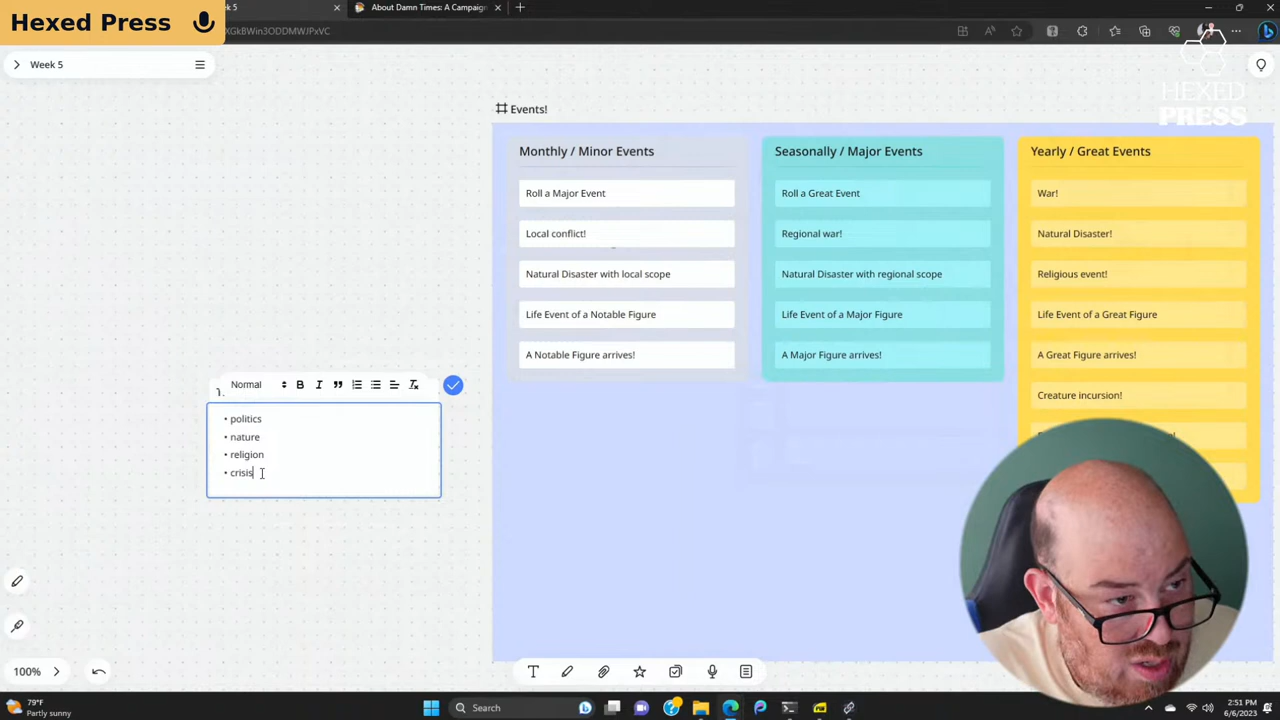 Hexed Press
k 5
About Damn Times: A Campaign
XGkBWin3ODDMWJPxVC
Week 5
HEXED
PRESS
Events!
Monthly / Minor Events
Roll a Major Event
Local conflict!
Natural Disaster with local scope
Life Event of a Notable Figure
A Notable Figure arrives!
Seasonally / Major Events
Roll a Great Event
Regional war!
Natural Disaster with regional scope
Life Event of a Major Figure
A Major Figure arrives!
Yearly / Great Events
War!
Natural Disaster!
Religious event!
Life Event of a Great Figure
A Great Figure arrives!
Creature incursion!
Normal
• politics
• nature
• religion
• crisis
100%
79°F
Partly sunny
Search
2:51 PM
6/6/2023